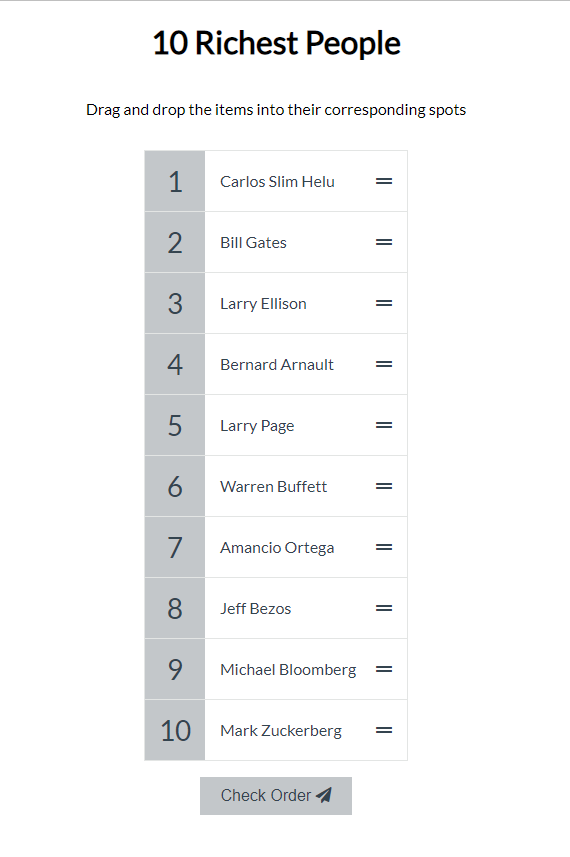 10 Richest People
Drag and drop the items into their corresponding spots
1 Carlos Slim Helu
2 Bill Gates
3 Larry Ellison
4 Bernard Arnault
5 Larry Page
6 Warren Buffett
7 Amancio Ortega
8 Jeff Bezos
9 Michael Bloomberg
10 Mark Zuckerberg
Check Order